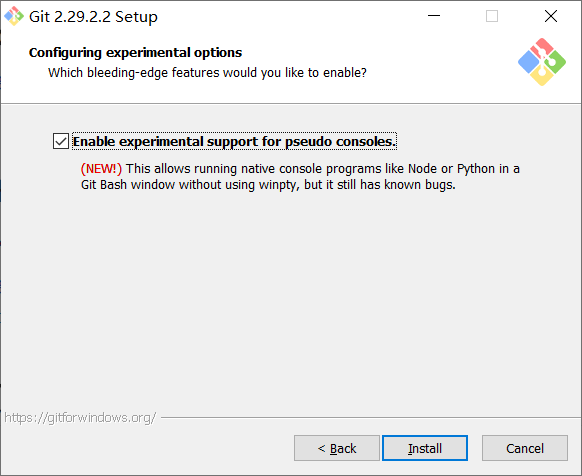 Git 2.29.2.2 Setup
Configuring experimental options
Which bleeding-edge features would you like to enable?
Enable experimental support for pseudo consoles.
(NEW!) This allows running native console programs like Node or Python in a
Git Bash window without using winpty, but it still has known bugs.
https://gitforwindows.org/
< Back
Install
Cancel